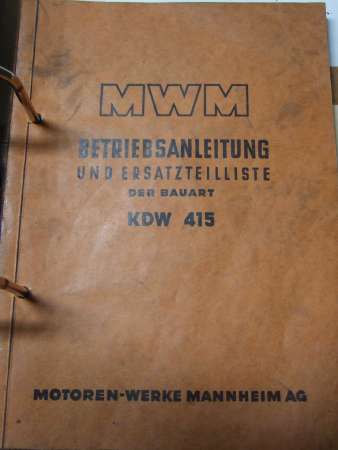 MWM
BETRIEBSANLEITUNG
UND ERSATZTEILLISTE
DER BAUART
KDW 415
MOTOREN-WERKE MANNHEIM AG